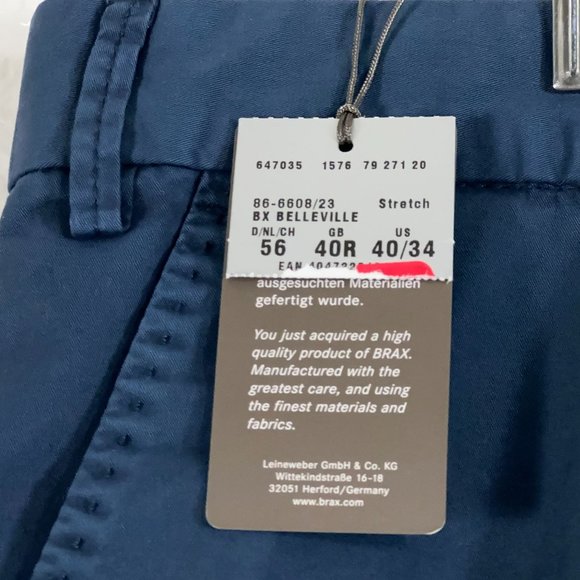 647035 1576 79 271 20
86-6608/23 Stretch
BX BELLEVILLE
D/NL/CH GB US
56 40R 40/34
EAN
ausgesuchten Materialien
gefertigt wurde.
You just acquired a high
quality product of BRAX.
Manufactured with the
greatest care, and using
the finest materials and
fabrics.
Leineweber GmbH & Co. KG
Wittekindstraße 16-18
32051 Herford/Germany
www.brax.com